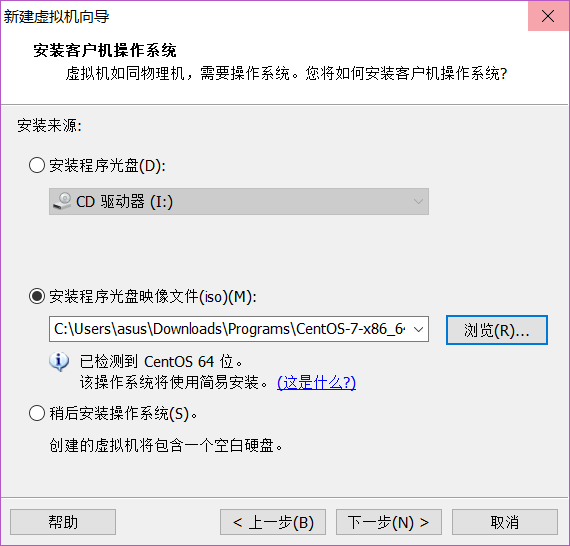 新建虚拟机向导
安装客户机操作系统
虚拟机如同物理机，需要操作系统。您将如何安装客户机操作系统?
安装来源:
安装程序光盘(D):
CD 驱动器 (I:)
安装程序光盘映像文件(iso)(M):
C:\Users\asus\Downloads\Programs\CentOS-7-x86_64
浏览(R)...
已检测到 CentOS 64 位。
该操作系统将使用简易安装。(这是什么?)
稍后安装操作系统(S)。
创建的虚拟机将包含一个空白硬盘。
帮助
< 上一步(B)
下一步(N) >
取消